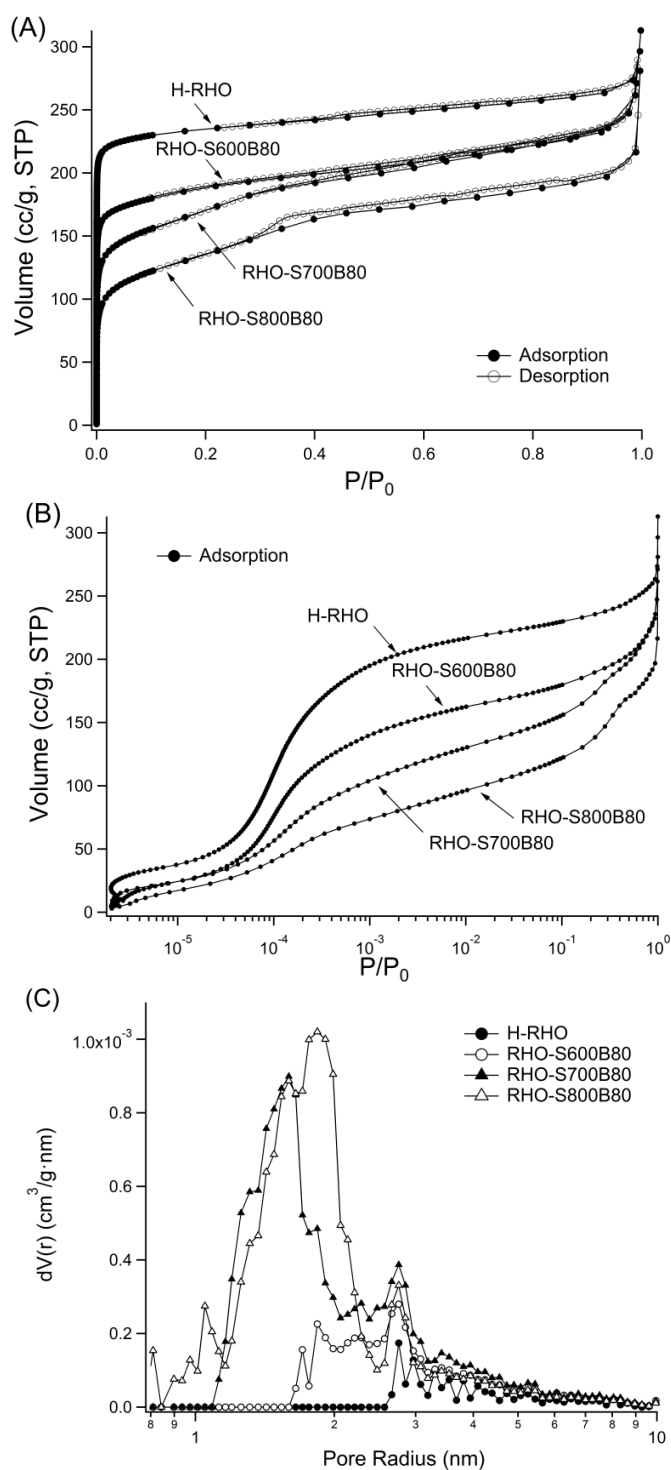 (A)
300
250
200
150
100
50
0
Volume (cc/g, STP)
H-RHO
RHO-S600B80
RHO-S700B80
RHO-S800B80
Adsorption
Desorption
0.0 0.2 0.4 0.6 0.8 1.0
P/P₀
(B)
300
250
200
150
100
50
0
Volume (cc/g, STP)
Adsorption
H-RHO
RHO-S600B80
RHO-S800B80
RHO-S700B80
10⁻⁵ 10⁻⁴ 10⁻³ 10⁻² 10⁻¹ 10⁰
P/P₀
(C)
1.0x10⁻³
0.8
0.6
0.4
0.2
0.0
dV(r) (cm³/g·nm)
H-RHO
RHO-S600B80
RHO-S700B80
RHO-S800B80
8 9 1 2 3 4 5 6 7 8 9 10
Pore Radius (nm)